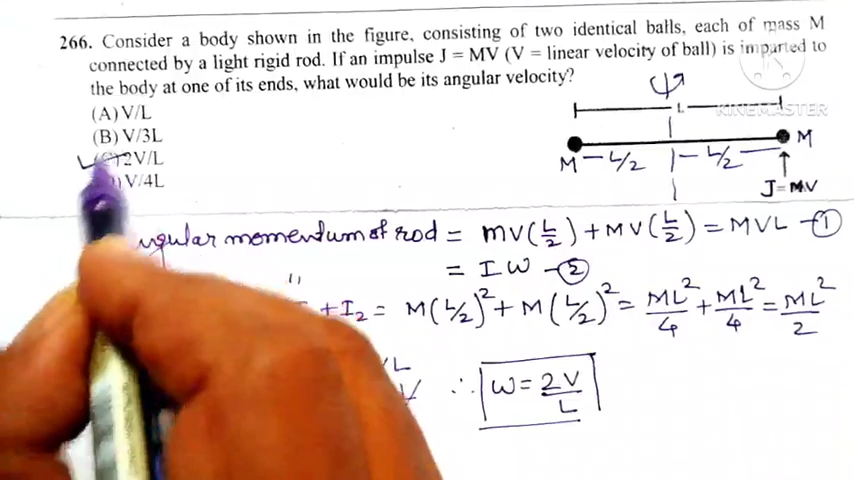 266. Consider a body shown in the figure, consisting of two identical balls, each of mass M
connected by a light rigid rod. If an impulse J = MV (V = linear velocity of ball) is imparted to
the body at one of its ends, what would be its angular velocity?
(A) V/L
(B) V/3L
2V/L
V/4L
L
KINEMASTER
M L/2 L/2 M
J=MV
ngular momentum of rod = MV(L/2) + MV(L/2) = MVL - ①
= Iω - ②
+I₂ = M(L/2)² + M(L/2)² = ML²/4 + ML²/4 = ML²/2
∴ ω = 2V/L